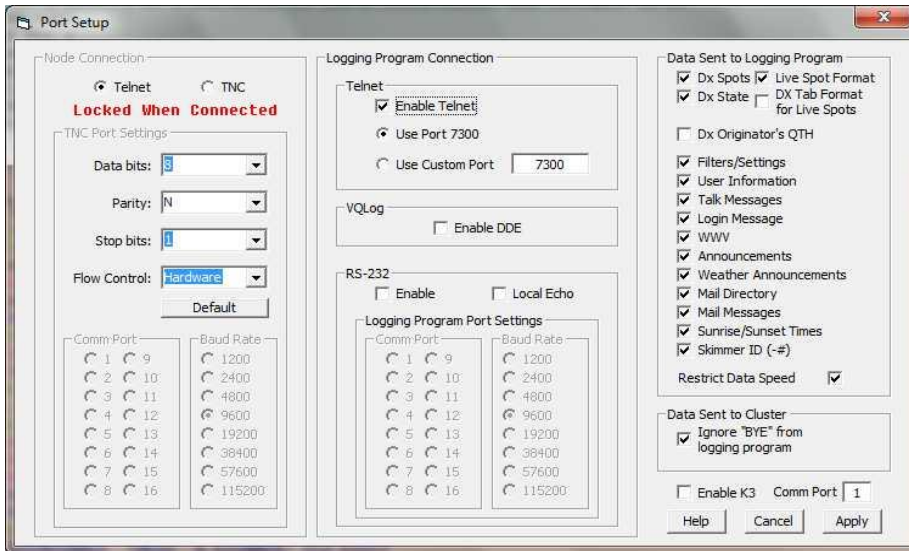 Port Setup
Node Connection
Telnet
TNC
Locked When Connected
TNC Port Settings
Data bits: 8
Parity: N
Stop bits: 1
Flow Control: Hardware
Default
Comm Port
1 9
2 10
3 11
4 12
5 13
6 14
7 15
8 16
Baud Rate
1200
2400
4800
9600
19200
38400
57600
115200
Logging Program Connection
Telnet
Enable Telnet
Use Port 7300
Use Custom Port 7300
VQLog
Enable DDE
RS-232
Enable Local Echo
Logging Program Port Settings
Comm Port
1 9
2 10
3 11
4 12
5 13
6 14
7 15
8 16
Baud Rate
1200
2400
4800
9600
19200
38400
57600
115200
Data Sent to Logging Program
Dx Spots Live Spot Format
Dx State DX Tab Format
for Live Spots
Dx Originator's QTH
Filters/Settings
User Information
Talk Messages
Login Message
WWV
Announcements
Weather Announcements
Mail Directory
Mail Messages
Sunrise/Sunset Times
Skimmer ID (-#)
Restrict Data Speed
Data Sent to Cluster
Ignore "BYE" from
logging program
Enable K3 Comm Port 1
Help Cancel Apply